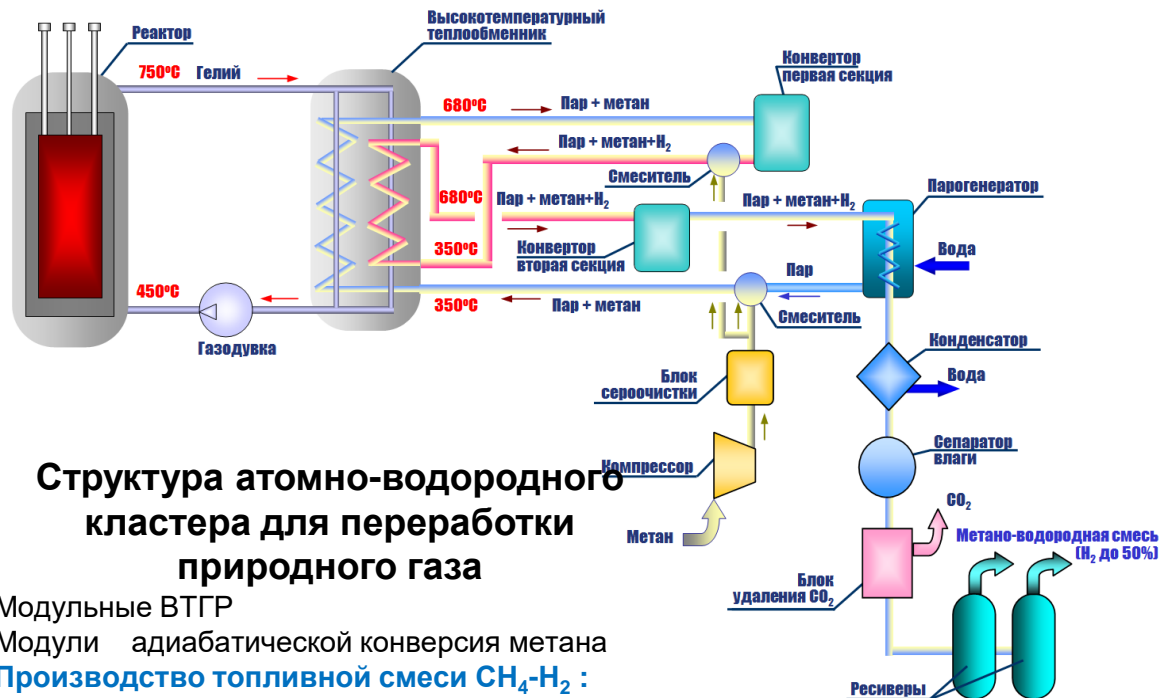 Реактор
Высокотемпературный
теплообменник
750ºC Гелий
680ºC Пар + метан
Конвертор
первая секция
Пар + метан+H₂
Смеситель
680ºC Пар + метан+H₂
Пар + метан+H₂
Парогенератор
350ºC
Конвертор
вторая секция
Вода
Пар
450ºC
350ºC
Пар + метан
Смеситель
Газодувка
Конденсатор
Вода
Блок
сероочистки
Сепаратор
влаги
Компрессор
Структура атомно-водородного
кластера для переработки
природного газа
Метан
CO₂
Метано-водородная смесь
(H₂ до 50%)
Блок
удаления CO₂
Модульные ВТГР
Модули адиабатической конверсия метана
Производство топливной смеси CH₄-H₂ :
Ресиверы